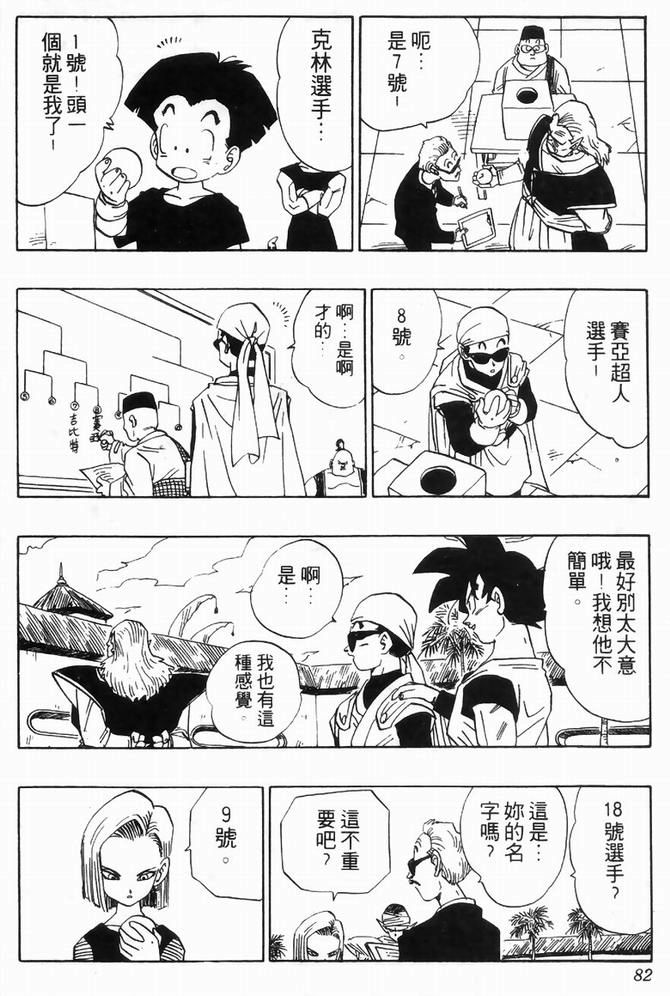 呃…
是7號！
克林選手…
1號！頭一
個就是我了！
賽亞超人
選手！
8
號。
啊…是啊
才的…
⑦吉比特
最好別太大意
哦！我想他不
簡單。
啊…
是…
我也有這
種感覺。
18
號選手？
這是…
妳的名
字嗎？
這不重
要吧？
9
號。
82